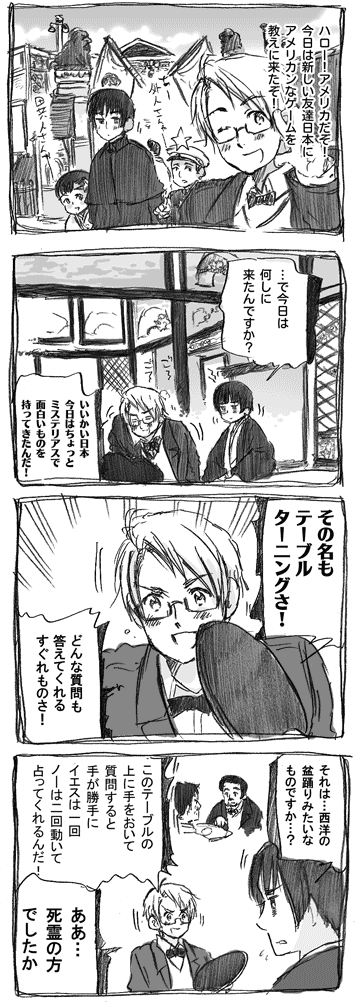 ハロー！アメリカだぞ！
今日は新しい友達日本に
アメリカンなゲームを
教えに来たぞ！
…で今日は
何しに
来たんですか？
いいかい日本
今日はちょっと
ミステリアスで
面白いものを
持ってきたんだ！
その名も
テーブル
ターニングさ！
どんな質問も
答えてくれる
すぐれものさ！
それは…西洋の
盆踊りみたいな
ものですか…？
このテーブルの
上に手をおいて
質問すると
手が勝手に
イエスは一回
ノーは二回動いて
占ってくれるんだ！
ああ…
死霊の方
でしたか